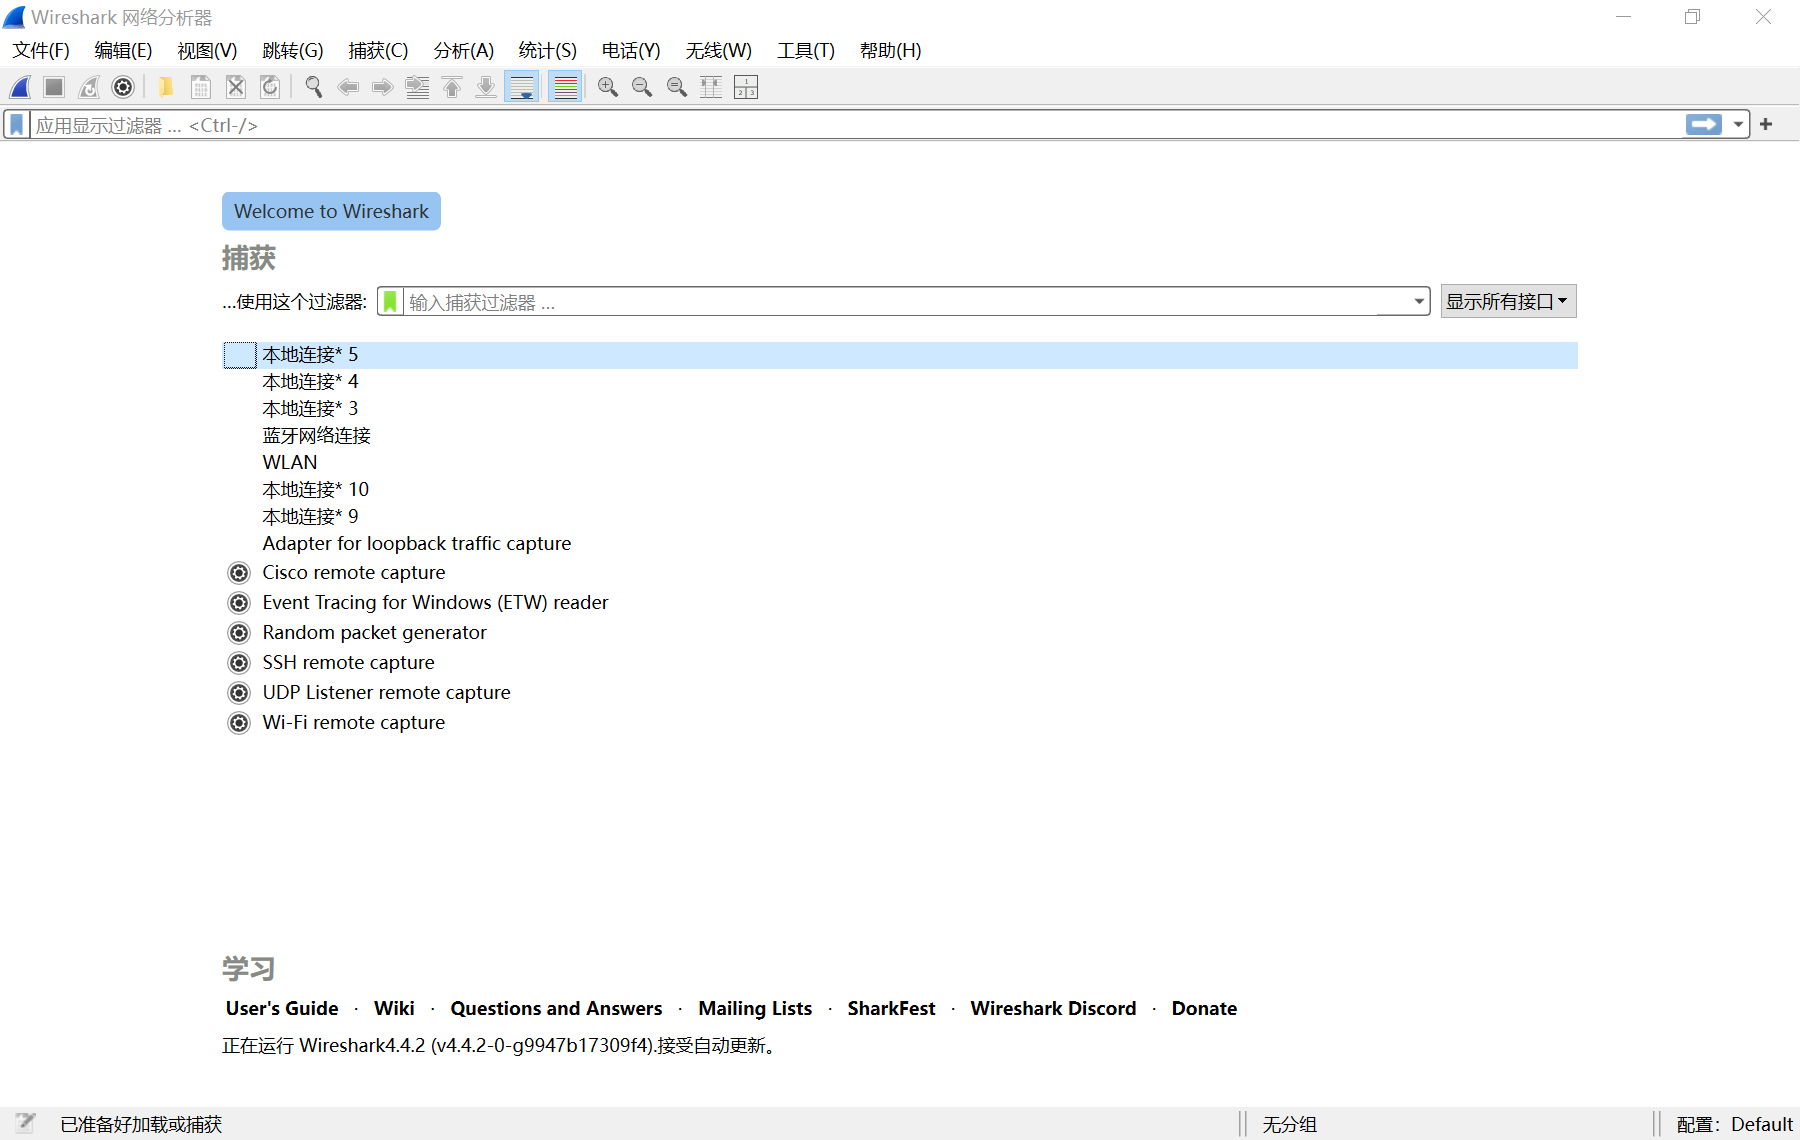 Wireshark 网络分析器
文件(F) 编辑(E) 视图(V) 跳转(G) 捕获(C) 分析(A) 统计(S) 电话(Y) 无线(W) 工具(T) 帮助(H)
应用显示过滤器 … <Ctrl-/>
Welcome to Wireshark
捕获
…使用这个过滤器: 输入捕获过滤器 … 显示所有接口
本地连接* 5
本地连接* 4
本地连接* 3
蓝牙网络连接
WLAN
本地连接* 10
本地连接* 9
Adapter for loopback traffic capture
Cisco remote capture
Event Tracing for Windows (ETW) reader
Random packet generator
SSH remote capture
UDP Listener remote capture
Wi-Fi remote capture
学习
User's Guide · Wiki · Questions and Answers · Mailing Lists · SharkFest · Wireshark Discord · Donate
正在运行 Wireshark4.4.2 (v4.4.2-0-g9947b17309f4).接受自动更新。
已准备好加载或捕获 无分组 配置：Default